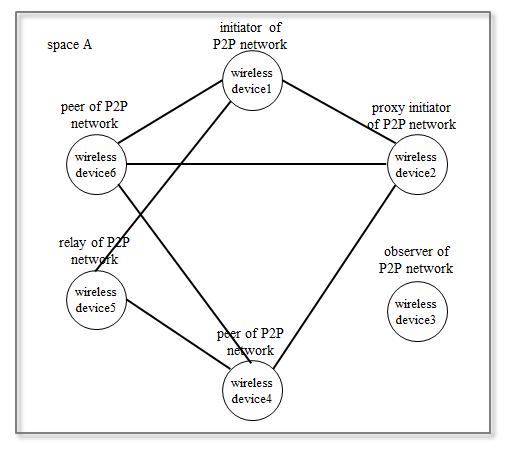 initiator of
P2P network
space A
wireless
device1
peer of P2P
network
proxy initiator
of P2P network
wireless
device6
wireless
device2
relay of P2P
network
observer of
P2P network
wireless
device5
wireless
device3
peer of P2P
network
wireless
device4